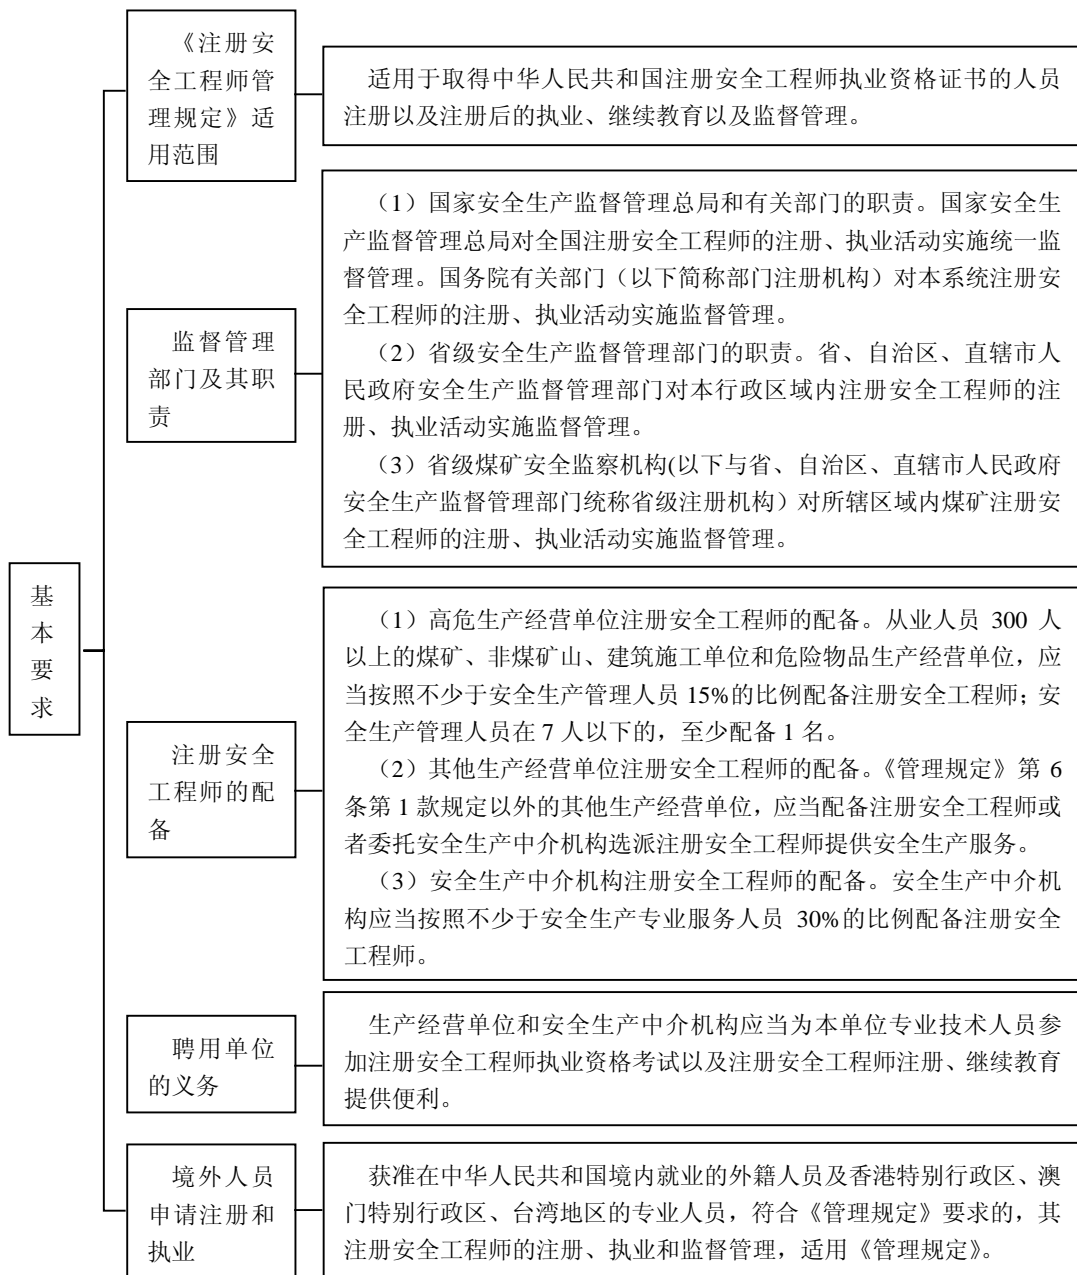 《注册安
全工程师管
理规定》适
用范围
适用于取得中华人民共和国注册安全工程师执业资格证书的人员
注册以及注册后的执业、继续教育以及监督管理。
基
本
要
求
监督管理
部门及其职
责
（1）国家安全生产监督管理总局和有关部门的职责。国家安全生
产监督管理总局对全国注册安全工程师的注册、执业活动实施统一监
督管理。国务院有关部门（以下简称部门注册机构）对本系统注册安
全工程师的注册、执业活动实施监督管理。
（2）省级安全生产监督管理部门的职责。省、自治区、直辖市人
民政府安全生产监督管理部门对本行政区域内注册安全工程师的注
册、执业活动实施监督管理。
（3）省级煤矿安全监察机构(以下与省、自治区、直辖市人民政府
安全生产监督管理部门统称省级注册机构）对所辖区域内煤矿注册安
全工程师的注册、执业活动实施监督管理。
注册安全
工程师的配
备
（1）高危生产经营单位注册安全工程师的配备。从业人员 300 人
以上的煤矿、非煤矿山、建筑施工单位和危险物品生产经营单位，应
当按照不少于安全生产管理人员 15%的比例配备注册安全工程师；安
全生产管理人员在 7 人以下的，至少配备 1 名。
（2）其他生产经营单位注册安全工程师的配备。《管理规定》第 6
条第 1 款规定以外的其他生产经营单位，应当配备注册安全工程师或
者委托安全生产中介机构选派注册安全工程师提供安全生产服务。
（3）安全生产中介机构注册安全工程师的配备。安全生产中介机
构应当按照不少于安全生产专业服务人员 30%的比例配备注册安全
工程师。
聘用单位
的义务
生产经营单位和安全生产中介机构应当为本单位专业技术人员参
加注册安全工程师执业资格考试以及注册安全工程师注册、继续教育
提供便利。
境外人员
申请注册和
执业
获准在中华人民共和国境内就业的外籍人员及香港特别行政区、澳
门特别行政区、台湾地区的专业人员，符合《管理规定》要求的，其
注册安全工程师的注册、执业和监督管理，适用《管理规定》。